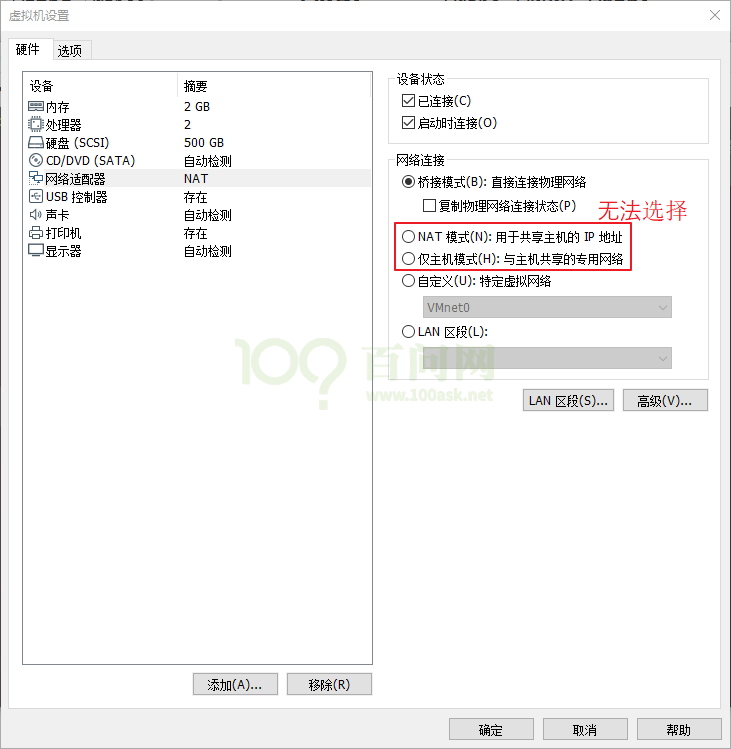 虚拟机设置
硬件 选项
设备 摘要
内存 2 GB
处理器 2
硬盘 (SCSI) 500 GB
CD/DVD (SATA) 自动检测
网络适配器 NAT
USB 控制器 存在
声卡 自动检测
打印机 存在
显示器 自动检测
添加(A)... 移除(R)
设备状态
已连接(C)
启动时连接(O)
网络连接
桥接模式(B): 直接连接物理网络
复制物理网络连接状态(P)
无法选择
NAT 模式(N): 用于共享主机的 IP 地址
仅主机模式(H): 与主机共享的专用网络
自定义(U): 特定虚拟网络
VMnet0
LAN 区段(L):
LAN 区段(S)... 高级(V)...
100? 百问网
www.100ask.net
确定 取消 帮助